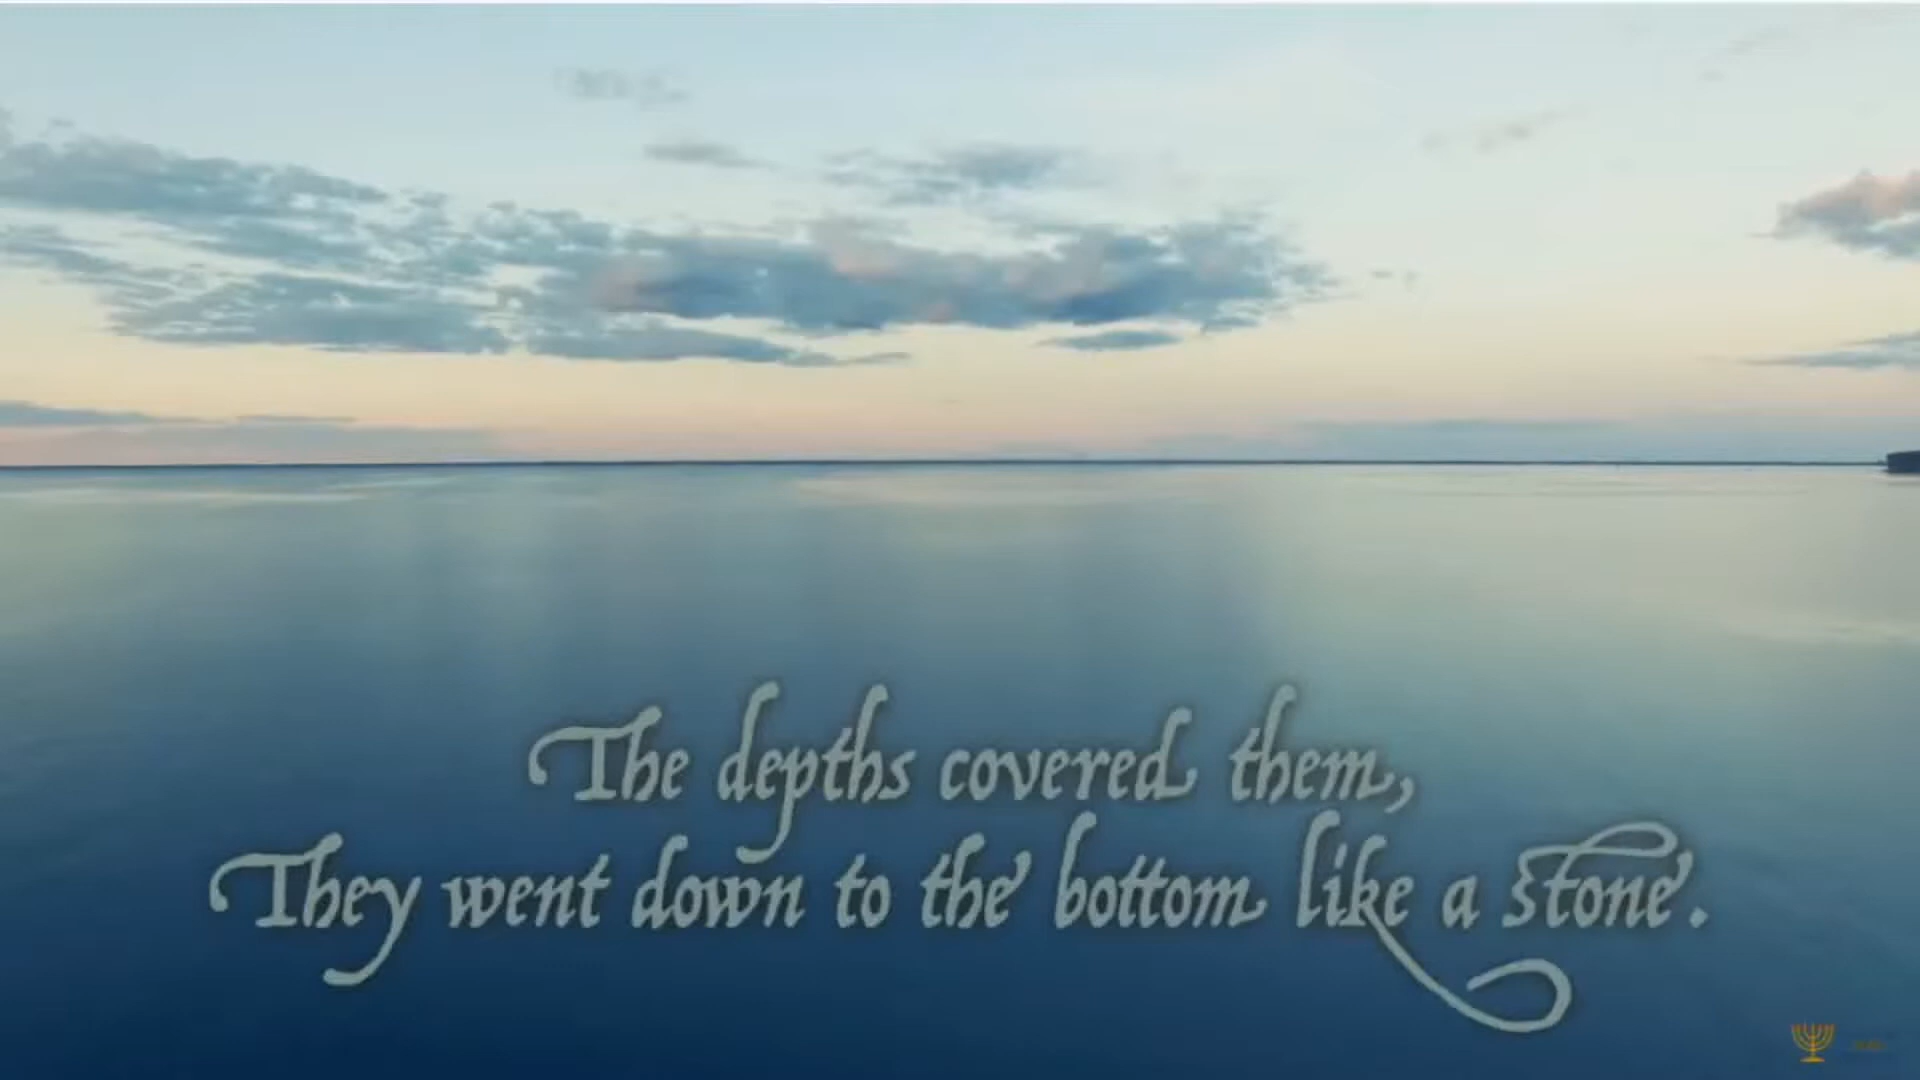 The depths covered them,
They went down to the bottom like a stone.